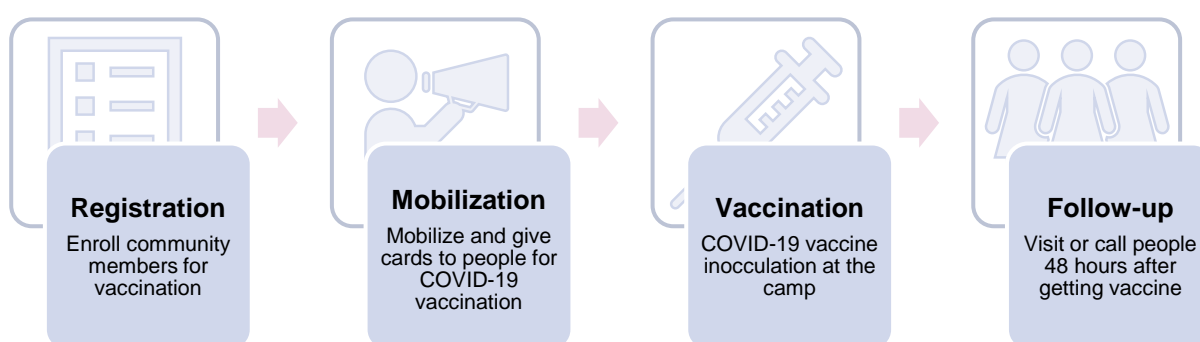 Registration
Enroll community
members for
vaccination
Mobilization
Mobilize and give
cards to people for
COVID-19
vaccination
Vaccination
COVID-19 vaccine
inocculation at the
camp
Follow-up
Visit or call people
48 hours after
getting vaccine